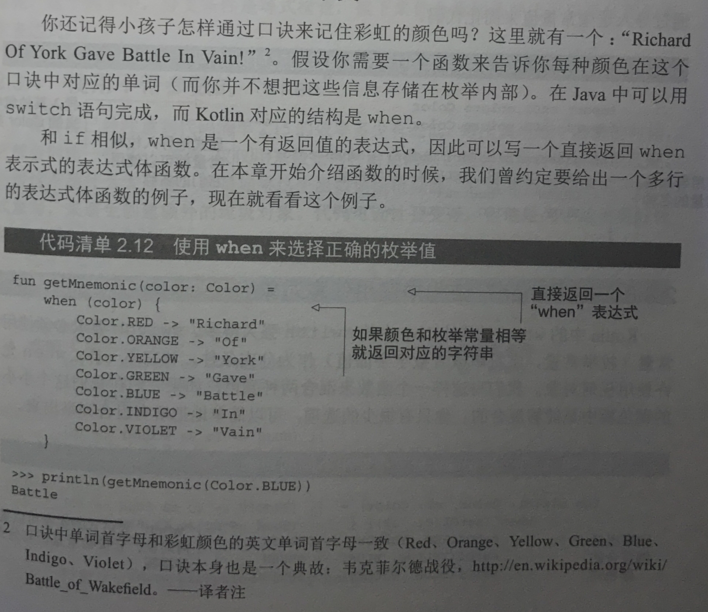 你还记得小孩子怎样通过口诀来记住彩虹的颜色吗？这里就有一个：“Richard
Of York Gave Battle In Vain!”2。假设你需要一个函数来告诉你每种颜色在这个
口诀中对应的单词（而你并不想把这些信息存储在枚举内部）。在 Java 中可以用
switch 语句完成，而 Kotlin 对应的结构是 when。
和 if 相似，when 是一个有返回值的表达式，因此可以写一个直接返回 when
表示式的表达式体函数。在本章开始介绍函数的时候，我们曾约定要给出一个多行
的表达式体函数的例子，现在就看看这个例子。
代码清单 2.12 使用 when 来选择正确的枚举值
fun getMnemonic(color: Color) =
when (color) {
Color.RED -> "Richard"
Color.ORANGE -> "Of"
Color.YELLOW -> "York"
Color.GREEN -> "Gave"
Color.BLUE -> "Battle"
Color.INDIGO -> "In"
Color.VIOLET -> "Vain"
}
直接返回一个
“when”表达式
如果颜色和枚举常量相等
就返回对应的字符串
>>> println(getMnemonic(Color.BLUE))
Battle
2 口诀中单词首字母和彩虹颜色的英文单词首字母一致（Red、Orange、Yellow、Green、Blue、
Indigo、Violet），口诀本身也是一个典故：韦克菲尔德战役，http://en.wikipedia.org/wiki/
Battle_of_Wakefield。——译者注